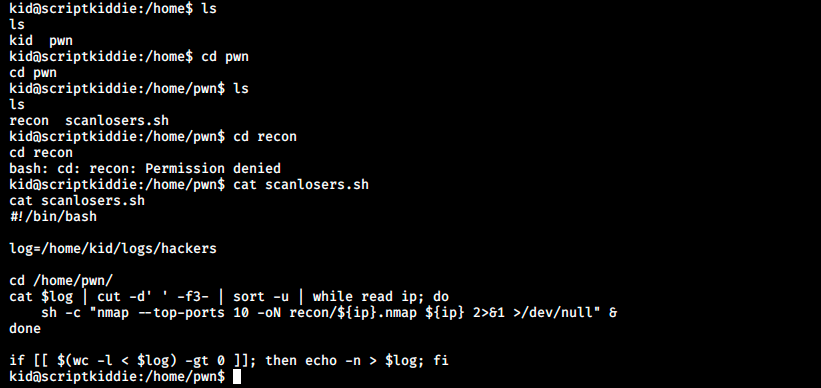 kid@scriptkiddie:/home$ ls
ls
kid  pwn
kid@scriptkiddie:/home$ cd pwn
cd pwn
kid@scriptkiddie:/home/pwn$ ls
ls
recon  scanlosers.sh
kid@scriptkiddie:/home/pwn$ cd recon
cd recon
bash: cd: recon: Permission denied
kid@scriptkiddie:/home/pwn$ cat scanlosers.sh
cat scanlosers.sh
#!/bin/bash

log=/home/kid/logs/hackers

cd /home/pwn/
cat $log | cut -d' ' -f3- | sort -u | while read ip; do
    sh -c "nmap --top-ports 10 -oN recon/${ip}.nmap ${ip} 2>&1 >/dev/null" &
done

if [[ $(wc -l < $log) -gt 0 ]]; then echo -n > $log; fi
kid@scriptkiddie:/home/pwn$